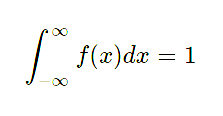 ∫_{-∞}^{∞} f(x)dx = 1